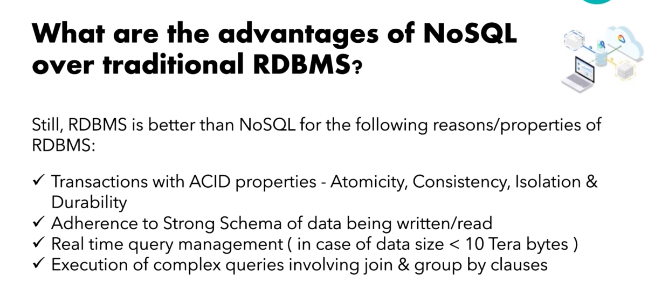 What are the advantages of NoSQL
over traditional RDBMS?
Still, RDBMS is better than NoSQL for the following reasons/properties of
RDBMS:
✓ Transactions with ACID properties - Atomicity, Consistency, Isolation &
Durability
✓ Adherence to Strong Schema of data being written/read
✓ Real time query management ( in case of data size < 10 Tera bytes )
✓ Execution of complex queries involving join & group by clauses